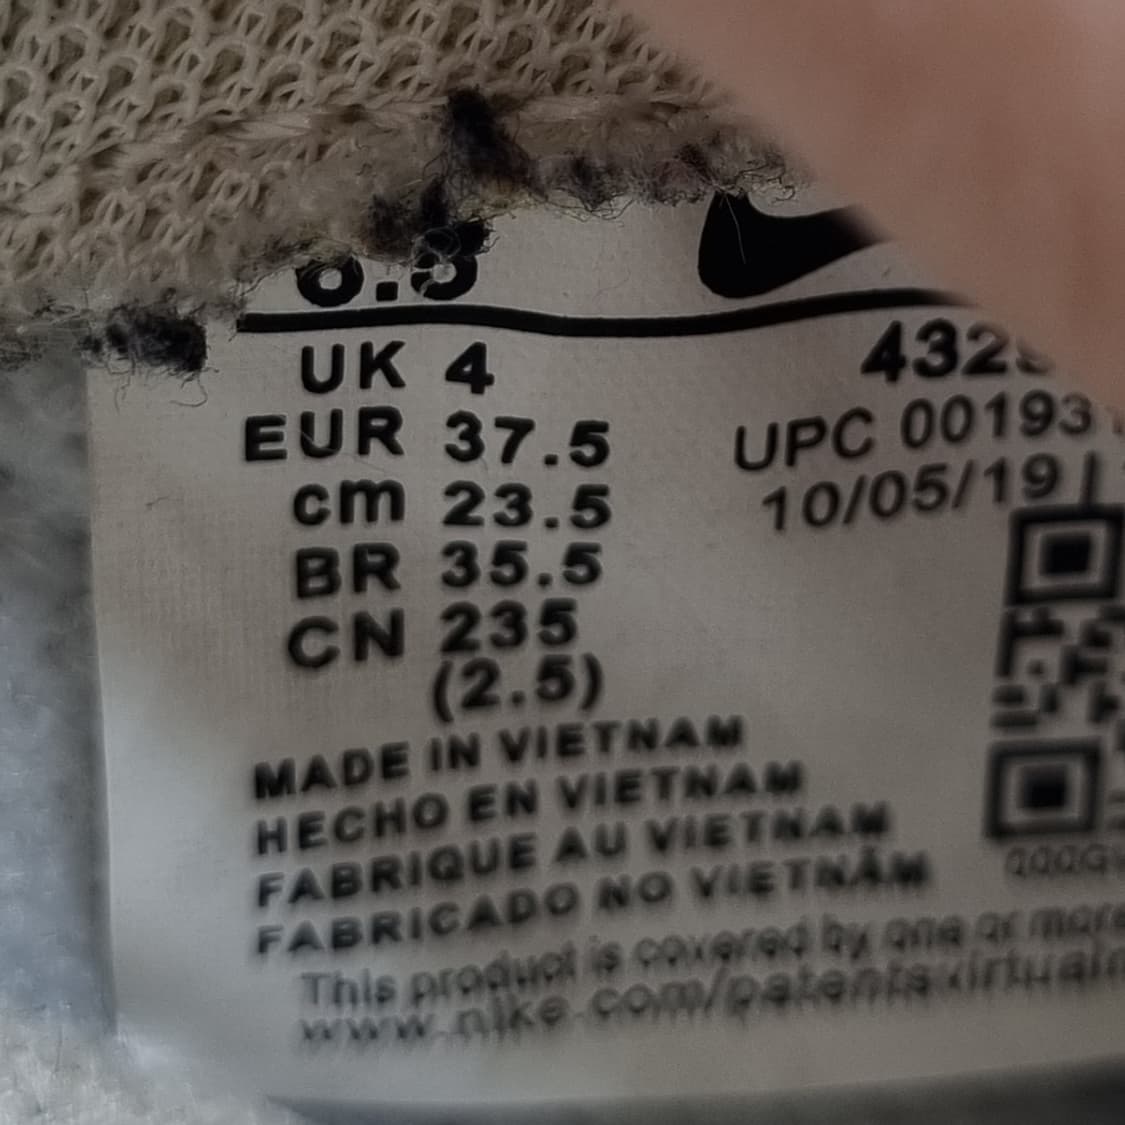 UK 4
EUR 37.5
cm 23.5
BR 35.5
CN 235
(2.5)
432
UPC 00193
10/05/19 |
MADE IN VIETNAM
HECHO EN VIETNAM
FABRIQUE AU VIETNAM
FABRICADO NO VIETNÃM
This product is covered by one or more
www.nike.com/patentsvirtualm